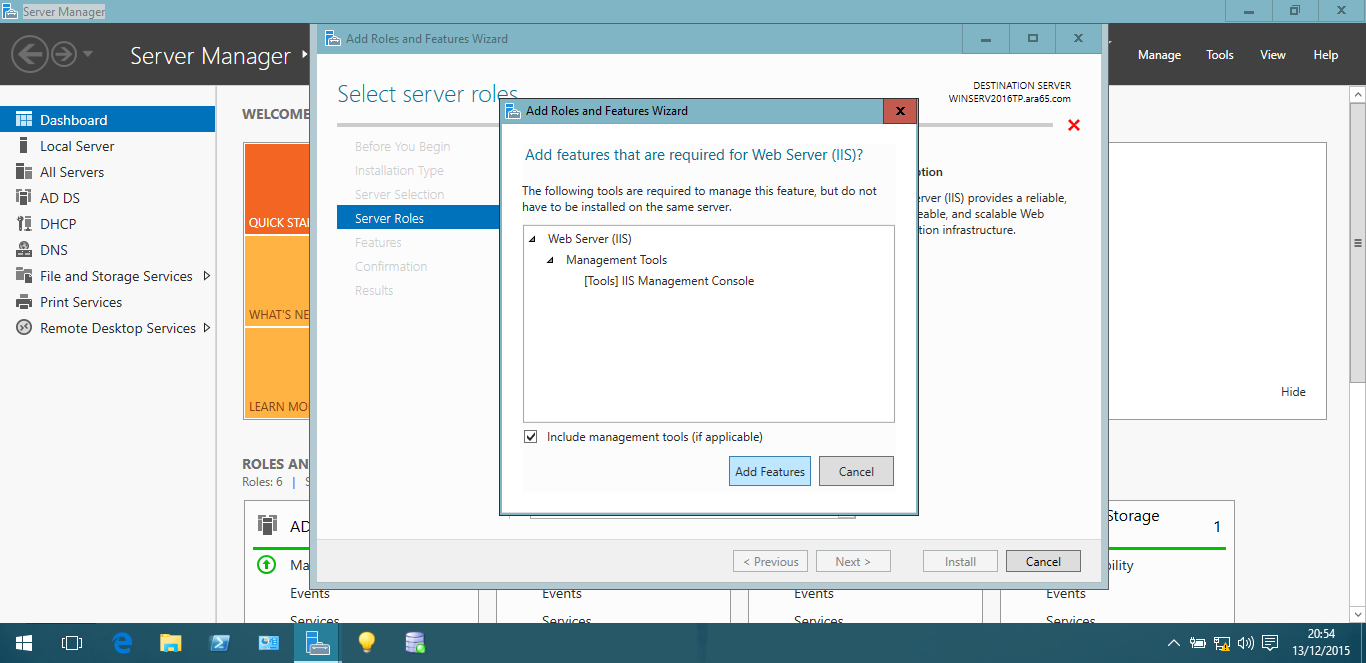 Server Manager
Server Manager
Manage
Tools
View
Help
Dashboard
Local Server
All Servers
AD DS
DHCP
DNS
File and Storage Services
Print Services
Remote Desktop Services
WELCOME
QUICK STA
WHAT'S NE
LEARN MO
Hide
ROLES AN
Roles: 6 |
AD
Ma
Events
Services
Events
Services
Events
Services
Storage
1
bility
Events
Services
Add Roles and Features Wizard
Select server roles
DESTINATION SERVER
WINSERV2016TP.ara65.com
Before You Begin
Installation Type
Server Selection
Server Roles
Features
Confirmation
Results
ption
erver (IIS) provides a reliable,
eable, and scalable Web
tion infrastructure.
< Previous
Next >
Install
Cancel
Add Roles and Features Wizard
Add features that are required for Web Server (IIS)?
The following tools are required to manage this feature, but do not
have to be installed on the same server.
Web Server (IIS)
Management Tools
[Tools] IIS Management Console
Include management tools (if applicable)
Add Features
Cancel
20:54
13/12/2015